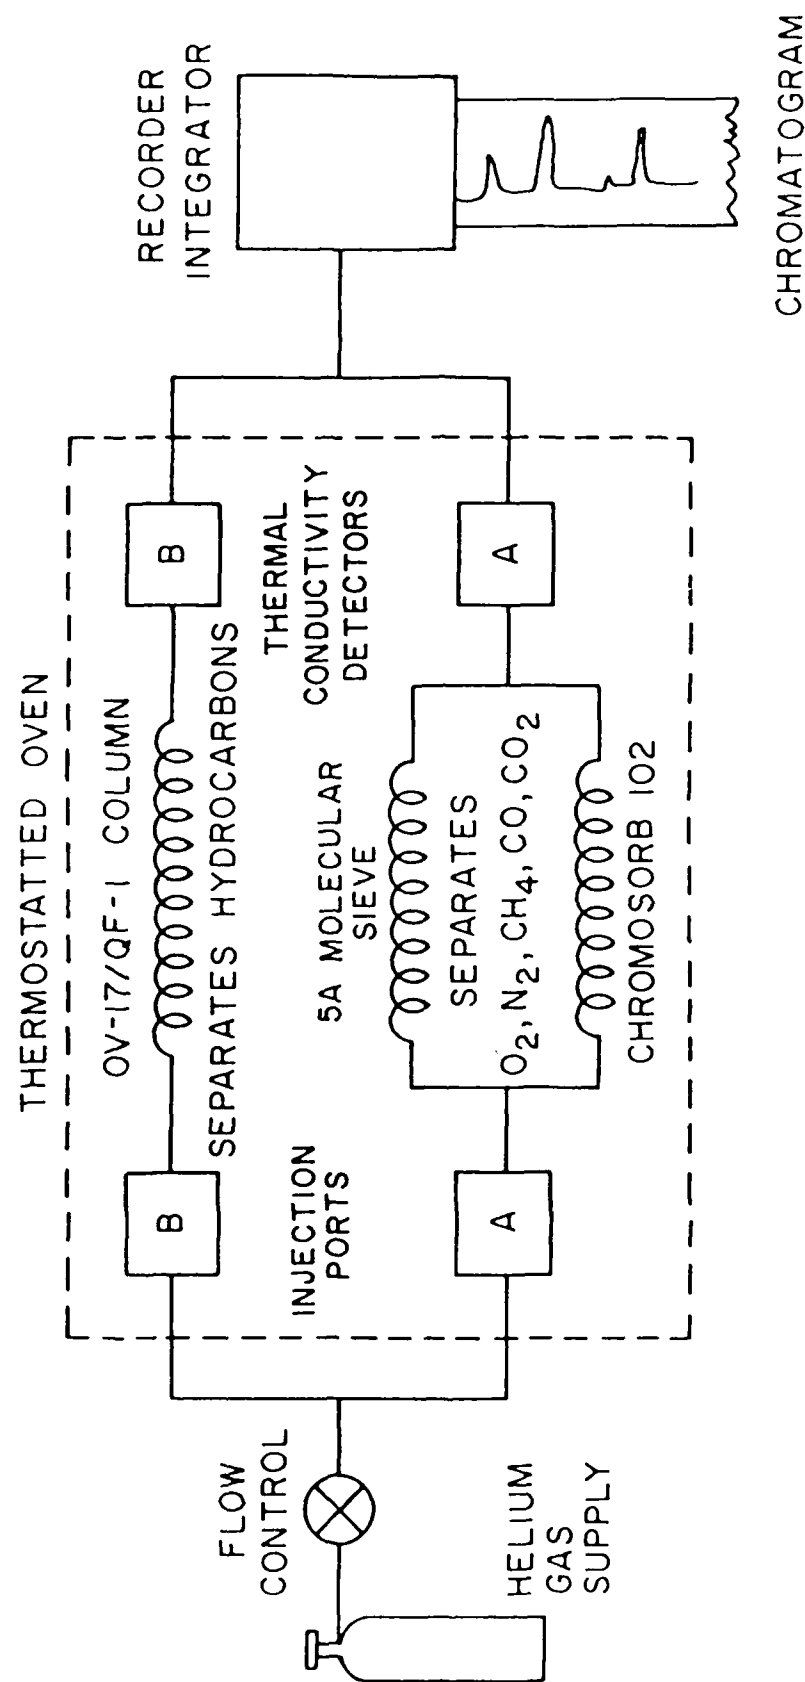 THERMOSTATTED OVEN
RECORDER
INTEGRATOR
OV-17/QF-1 COLUMN
B
B
SEPARATES HYDROCARBONS
FLOW
CONTROL
INJECTION
PORTS
THERMAL
CONDUCTIVITY
DETECTORS
5A MOLECULAR
SIEVE
SEPARATES
O2, N2, CH4, CO, CO2
A
A
HELIUM
GAS
SUPPLY
CHROMOSORB 102
CHROMATOGRAM